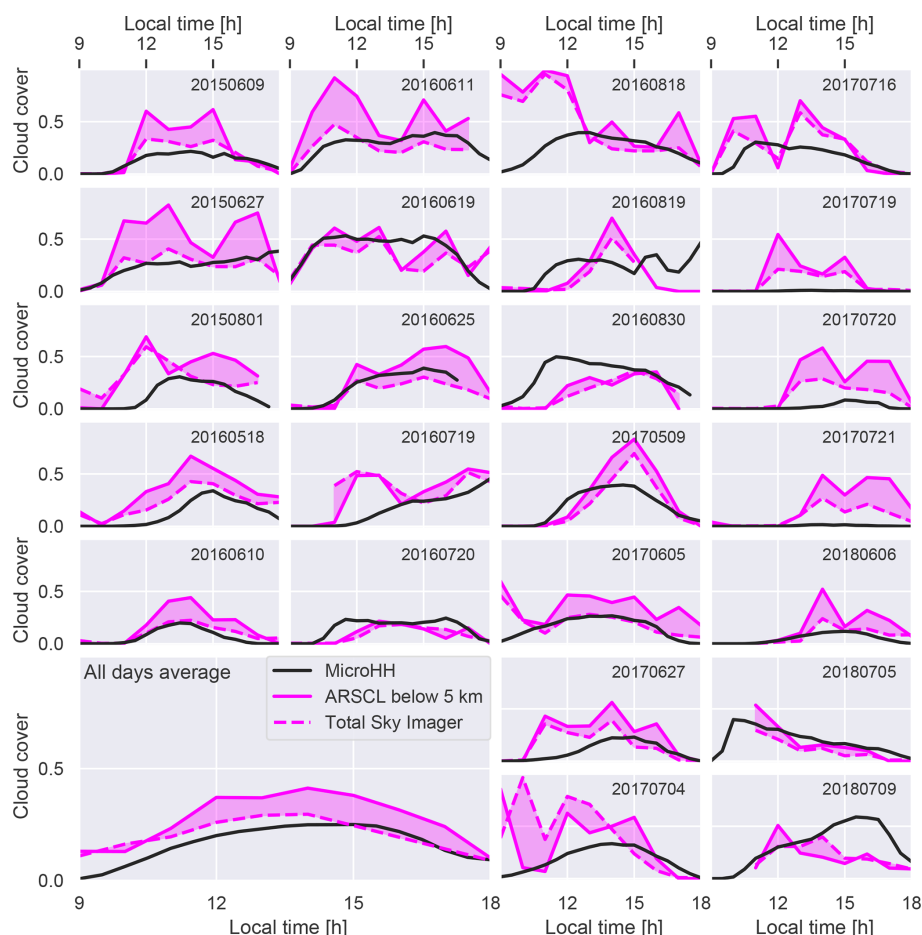 Local time [h] Local time [h] Local time [h] Local time [h]
9 12 15 9 12 15 9 12 15 9 12 15
Cloud cover 0.5 0.0 20150609 20160611 20160818 20170716
Cloud cover 0.5 0.0 20150627 20160619 20160819 20170719
Cloud cover 0.5 0.0 20150801 20160625 20160830 20170720
Cloud cover 0.5 0.0 20160518 20160719 20170509 20170721
Cloud cover 0.5 0.0 20160610 20160720 20170605 20180606
All days average
MicroHH
ARSCL below 5 km
Total Sky Imager
20170627 20180705
Cloud cover 0.5 0.0
20170704 20180709
9 12 15 18 12 15 18 12 15 18
Local time [h] Local time [h] Local time [h]